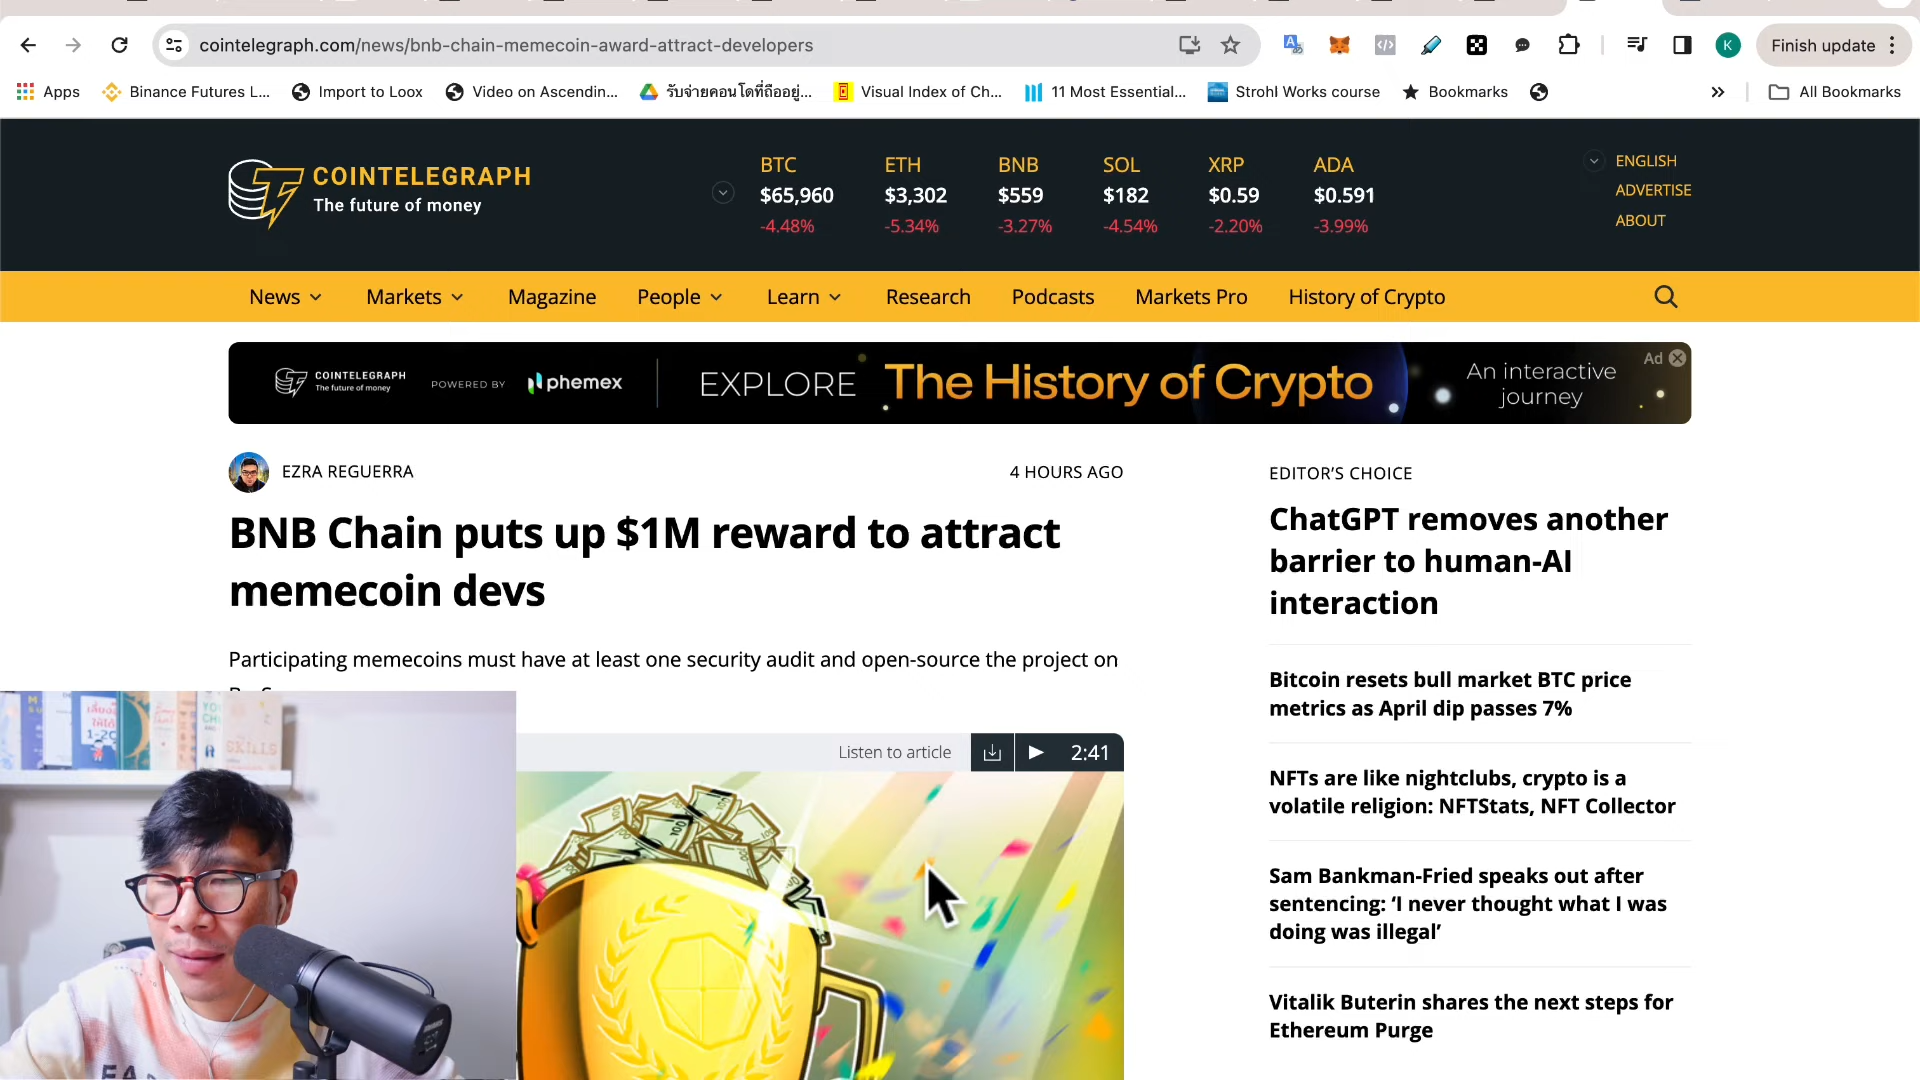 cointelegraph.com/news/bnb-chain-memecoin-award-attract-developers
K
Finish update
Apps
Binance Futures L...
Import to Loox
Video on Ascendin...
รับจ่ายคอนโดที่ถืออยู่...
Visual Index of Ch...
11 Most Essential...
Strohl Works course
Bookmarks
All Bookmarks
COINTELEGRAPH
The future of money
BTC ETH BNB SOL XRP ADA
$65,960 $3,302 $559 $182 $0.59 $0.591
-4.48% -5.34% -3.27% -4.54% -2.20% -3.99%
ENGLISH
ADVERTISE
ABOUT
News Markets Magazine People Learn Research Podcasts Markets Pro History of Crypto
COINTELEGRAPH
The future of money
POWERED BY
phemex
EXPLORE The History of Crypto
An interactive
journey
Ad
EZRA REGUERRA
4 HOURS AGO
BNB Chain puts up $1M reward to attract
memecoin devs
Participating memecoins must have at least one security audit and open-source the project on
Listen to article
2:41
EDITOR’S CHOICE
ChatGPT removes another
barrier to human-AI
interaction
Bitcoin resets bull market BTC price
metrics as April dip passes 7%
NFTs are like nightclubs, crypto is a
volatile religion: NFTStats, NFT Collector
Sam Bankman-Fried speaks out after
sentencing: ‘I never thought what I was
doing was illegal’
Vitalik Buterin shares the next steps for
Ethereum Purge
SKILLS